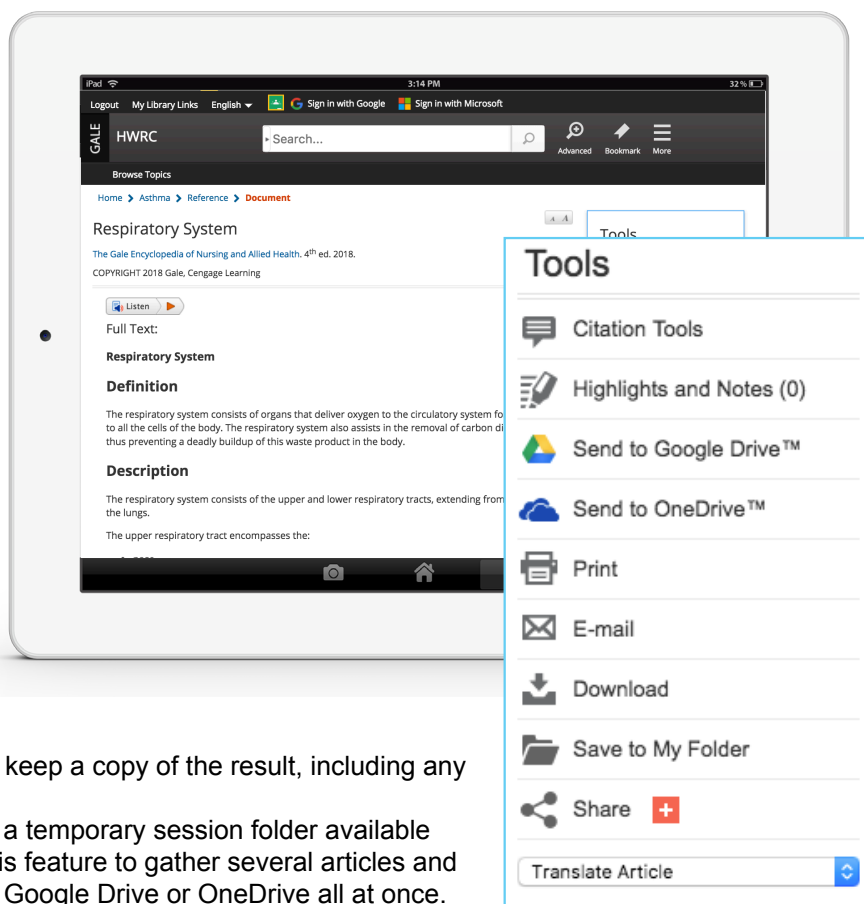 iPad 3:14 PM 32 %
Logout My Library Links English Sign in with Google Sign in with Microsoft
GALE HWRC Search... Advanced Bookmark More
Browse Topics
Home Asthma Reference Document
Respiratory System
The Gale Encyclopedia of Nursing and Allied Health. 4th ed. 2018.
COPYRIGHT 2018 Gale, Cengage Learning
A A
Tools
Listen
Full Text:
Respiratory System
Definition
The respiratory system consists of organs that deliver oxygen to the circulatory system fo
to all the cells of the body. The respiratory system also assists in the removal of carbon di
thus preventing a deadly buildup of this waste product in the body.
Description
The respiratory system consists of the upper and lower respiratory tracts, extending from
the lungs.
The upper respiratory tract encompasses the:
Tools
Citation Tools
Highlights and Notes (0)
Send to Google Drive™
Send to OneDrive™
Print
E-mail
Download
Save to My Folder
Share
Translate Article
keep a copy of the result, including any
a temporary session folder available
is feature to gather several articles and
Google Drive or OneDrive all at once.